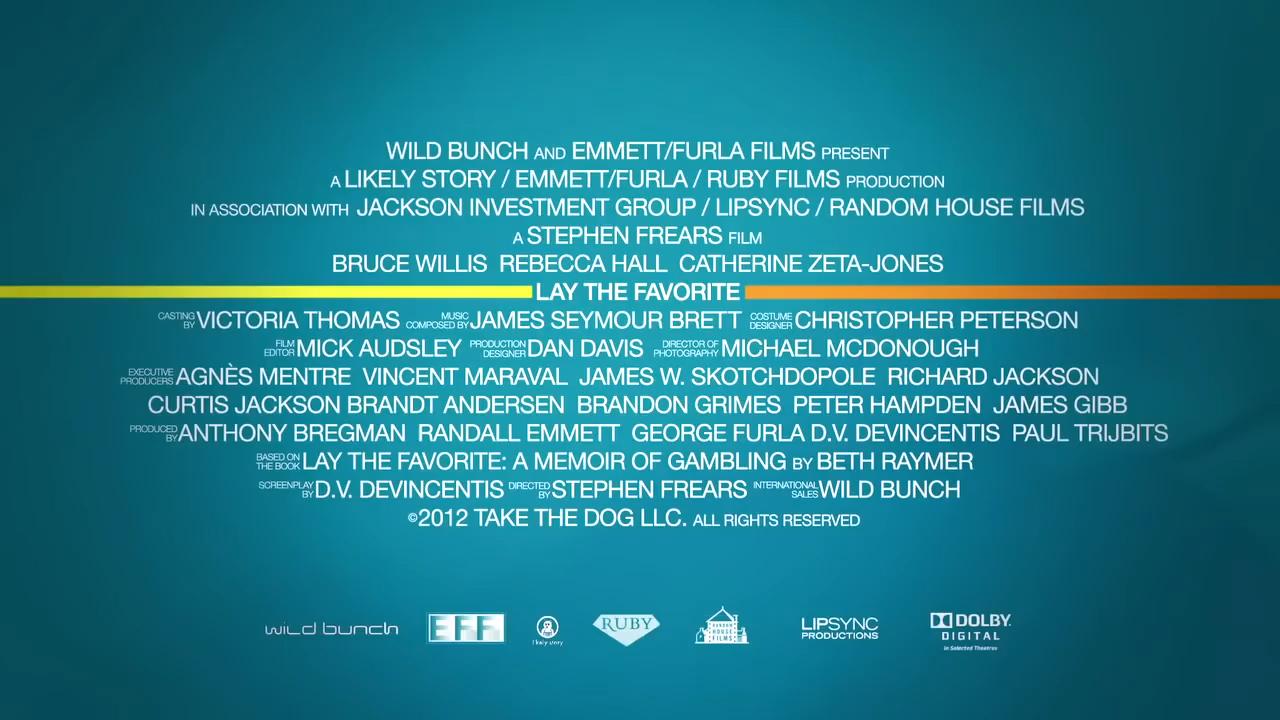 WILD BUNCH AND EMMETT/FURLA FILMS PRESENT
A LIKELY STORY / EMMETT/FURLA / RUBY FILMS PRODUCTION
IN ASSOCIATION WITH JACKSON INVESTMENT GROUP / LIPSYNC / RANDOM HOUSE FILMS
A STEPHEN FREARS FILM
BRUCE WILLIS REBECCA HALL CATHERINE ZETA-JONES
LAY THE FAVORITE
CASTING BY VICTORIA THOMAS MUSIC COMPOSED BY JAMES SEYMOUR BRETT COSTUME DESIGNER CHRISTOPHER PETERSON
FILM EDITOR MICK AUDSLEY PRODUCTION DESIGNER DAN DAVIS DIRECTOR OF PHOTOGRAPHY MICHAEL MCDONOUGH
EXECUTIVE PRODUCERS AGNÈS MENTRE VINCENT MARAVAL JAMES W. SKOTCHDOPOLE RICHARD JACKSON
CURTIS JACKSON BRANDT ANDERSEN BRANDON GRIMES PETER HAMPDEN JAMES GIBB
PRODUCED BY ANTHONY BREGMAN RANDALL EMMETT GEORGE FURLA D.V. DEVINCENTIS PAUL TRIJBITS
BASED ON THE BOOK LAY THE FAVORITE: A MEMOIR OF GAMBLING BY BETH RAYMER
SCREENPLAY BY D.V. DEVINCENTIS DIRECTED BY STEPHEN FREARS INTERNATIONAL SALES WILD BUNCH
©2012 TAKE THE DOG LLC. ALL RIGHTS RESERVED
wild bunch
EFF
likely story
RUBY
RANDOM
HOUSE
FILMS
LIPSYNC
PRODUCTIONS
DOLBY
DIGITAL
In Selected Theatres